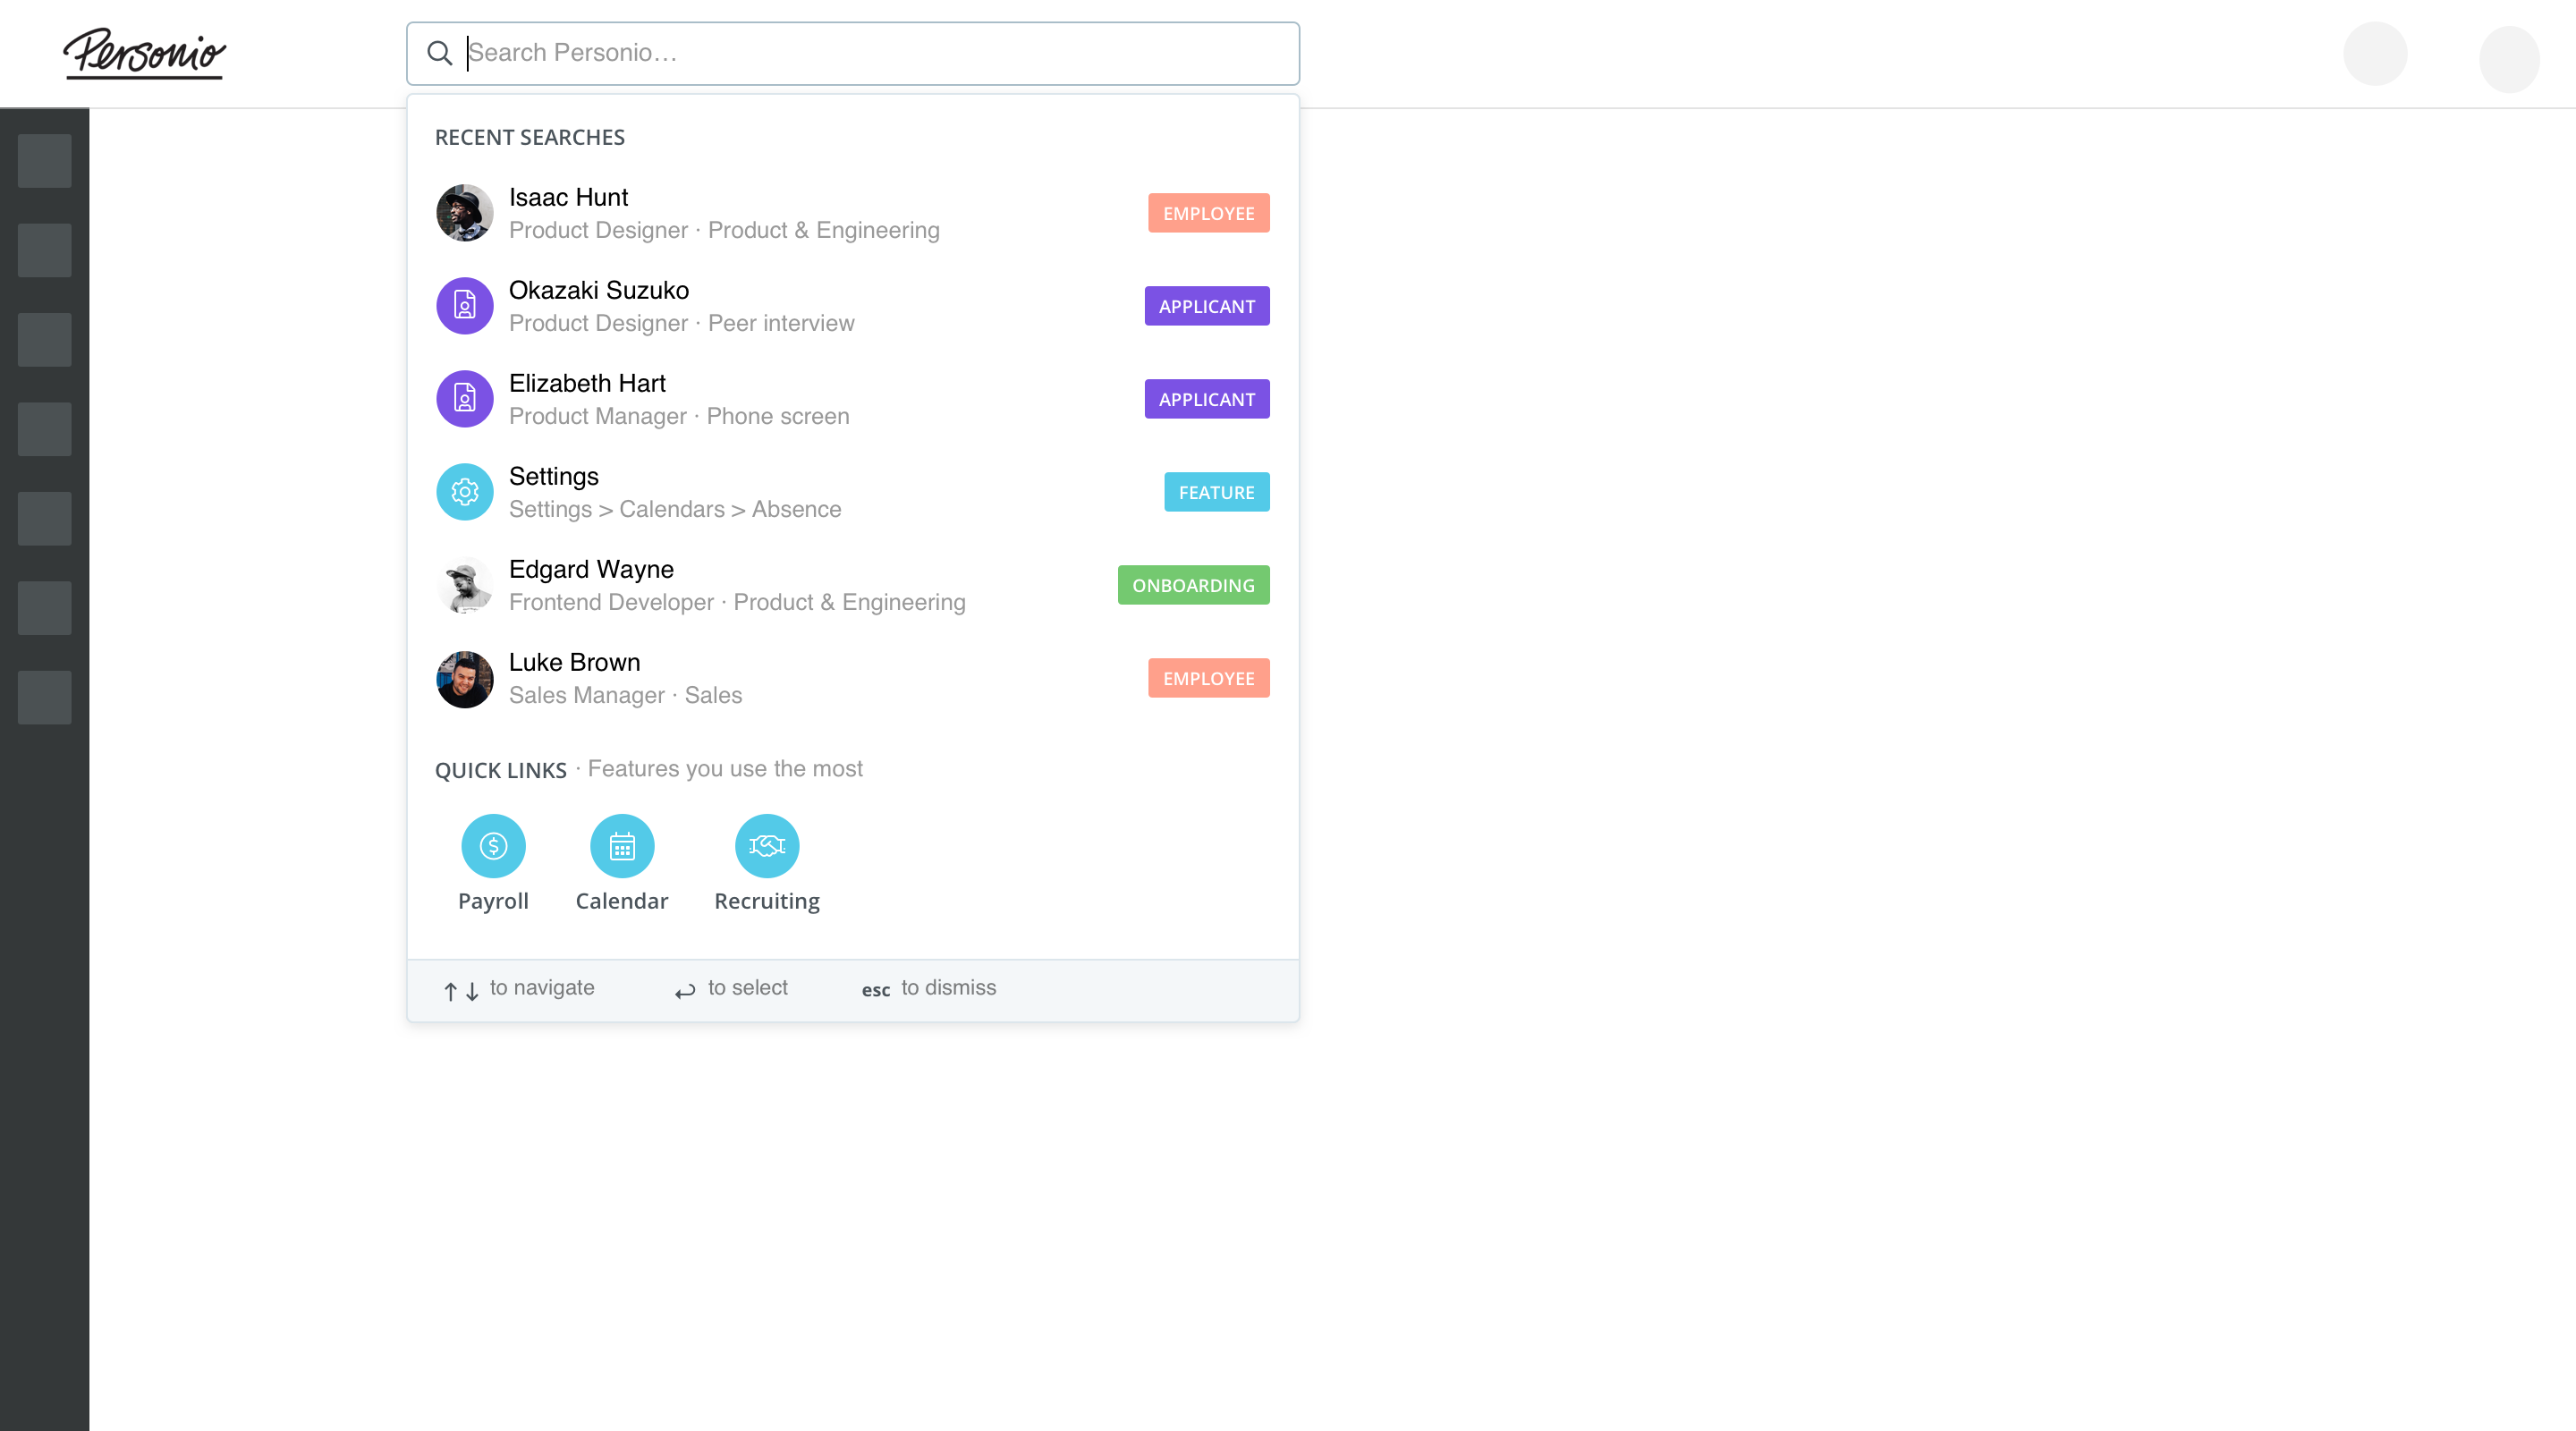 Personio
Search Personio...
RECENT SEARCHES
Isaac Hunt
Product Designer · Product & Engineering
EMPLOYEE
Okazaki Suzuko
Product Designer · Peer interview
APPLICANT
Elizabeth Hart
Product Manager · Phone screen
APPLICANT
Settings
Settings > Calendars > Absence
FEATURE
Edgard Wayne
Frontend Developer · Product & Engineering
ONBOARDING
Luke Brown
Sales Manager · Sales
EMPLOYEE
QUICK LINKS · Features you use the most
Payroll Calendar Recruiting
↑ ↓ to navigate ↩ to select esc to dismiss